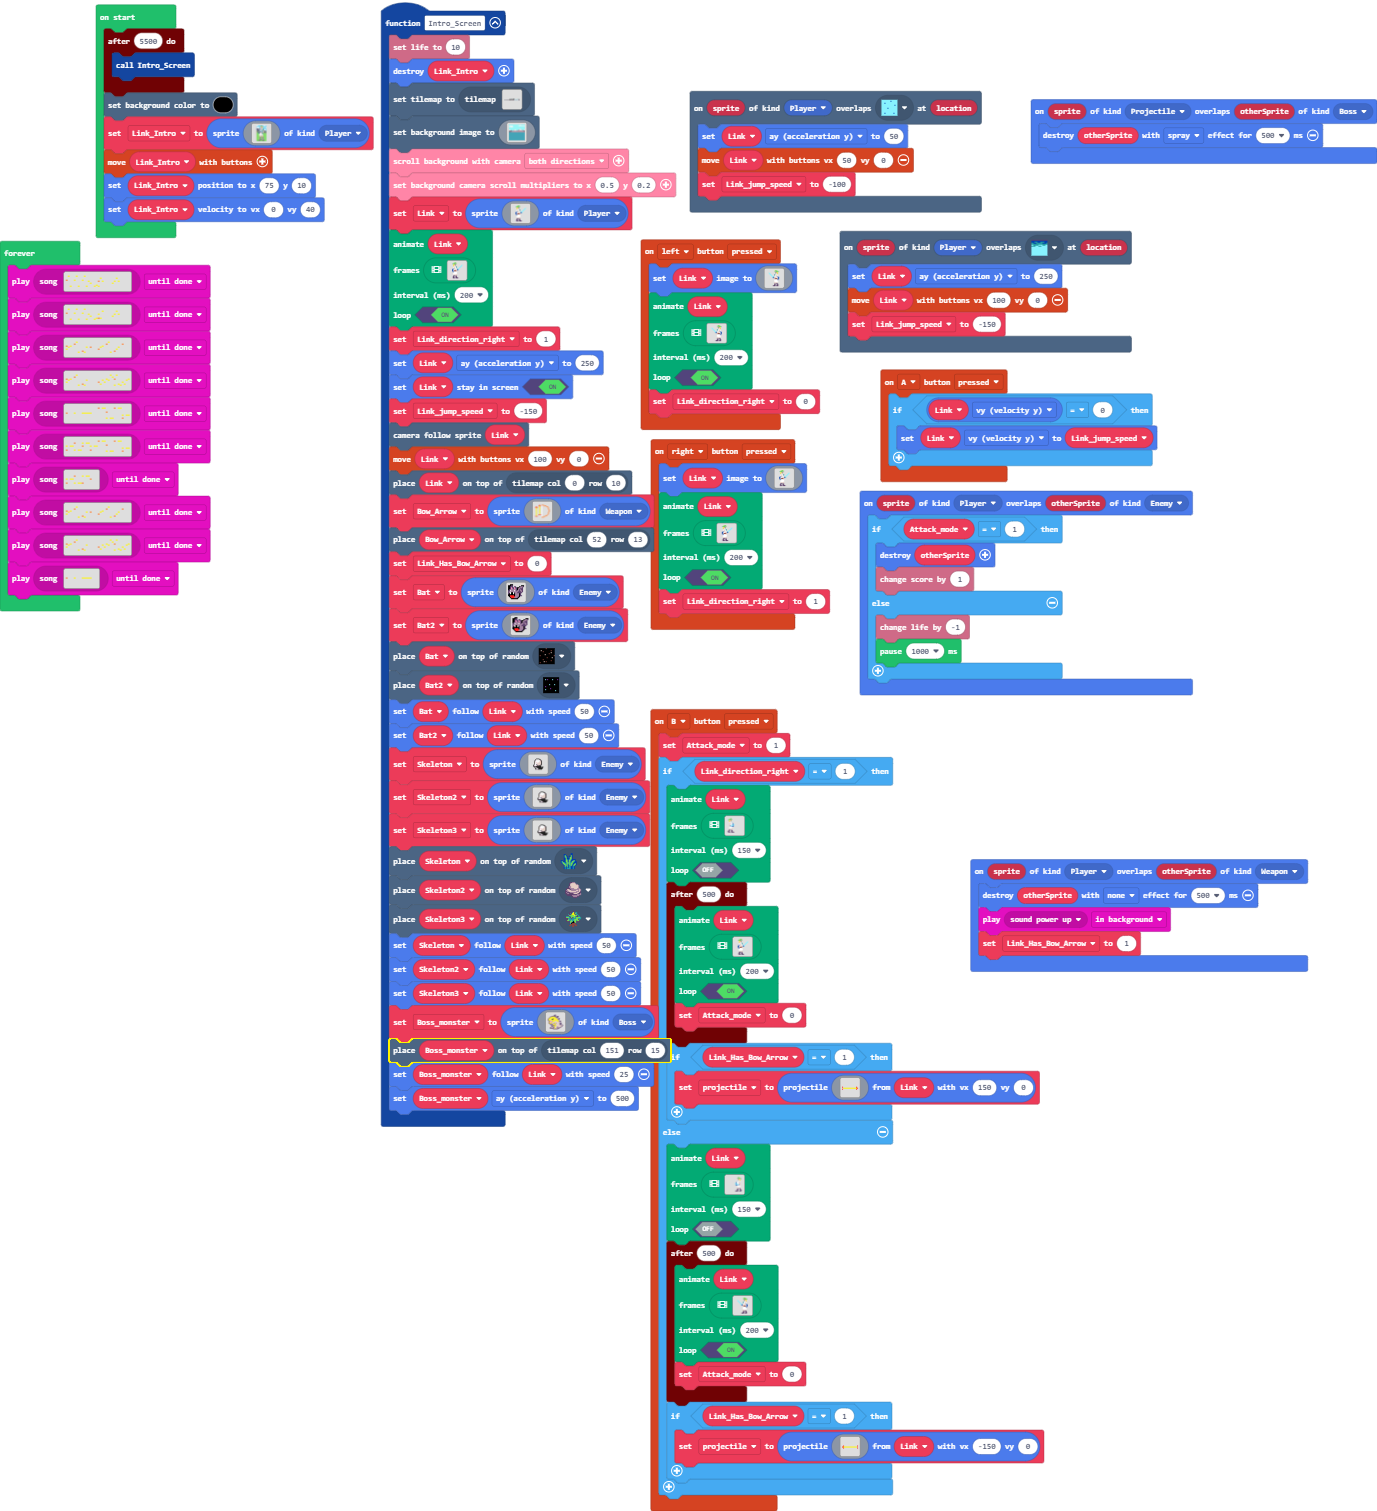 on start
after 5500 do
call Intro_Screen
set background color to
set Link_Intro to sprite of kind Player
move Link_Intro with buttons
set Link_Intro position to x 75 y 10
set Link_Intro velocity to vx 0 vy 40
forever
play song until done
play song until done
play song until done
play song until done
play song until done
play song until done
play song until done
play song until done
play song until done
play song until done
function Intro_Screen
set life to 10
destroy Link_Intro
set tilemap to tilemap
set background image to
scroll background with camera both directions
set background camera scroll multipliers to x 0.5 y 0.2
set Link to sprite of kind Player
animate Link
frames
interval (ms) 200
loop ON
set Link_direction_right to 1
set Link ay (acceleration y) to 250
set Link stay in screen ON
set Link_jump_speed to -150
camera follow sprite Link
move Link with buttons vx 100 vy 0
place Link on top of tilemap col 0 row 10
set Bow_Arrow to sprite of kind Weapon
place Bow_Arrow on top of tilemap col 52 row 13
set Link_Has_Bow_Arrow to 0
set Bat to sprite of kind Enemy
set Bat2 to sprite of kind Enemy
place Bat on top of random
place Bat2 on top of random
set Bat follow Link with speed 50
set Bat2 follow Link with speed 50
set Skeleton to sprite of kind Enemy
set Skeleton2 to sprite of kind Enemy
set Skeleton3 to sprite of kind Enemy
place Skeleton on top of random
place Skeleton2 on top of random
place Skeleton3 on top of random
set Skeleton follow Link with speed 50
set Skeleton2 follow Link with speed 50
set Skeleton3 follow Link with speed 50
set Boss_monster to sprite of kind Boss
place Boss_monster on top of tilemap col 151 row 15
set Boss_monster follow Link with speed 25
set Boss_monster ay (acceleration y) to 500
on sprite of kind Player overlaps at location
set Link ay (acceleration y) to 50
move Link with buttons vx 50 vy 0
set Link_jump_speed to -100
on sprite of kind Projectile overlaps otherSprite of kind Boss
destroy otherSprite with spray effect for 500 ms
on left button pressed
set Link image to
animate Link
frames
interval (ms) 200
loop ON
set Link_direction_right to 0
on sprite of kind Player overlaps at location
set Link ay (acceleration y) to 250
move Link with buttons vx 100 vy 0
set Link_jump_speed to -150
on A button pressed
if Link vy (velocity y) = 0 then
set Link vy (velocity y) to Link_jump_speed
on right button pressed
set Link image to
animate Link
frames
interval (ms) 200
loop ON
set Link_direction_right to 1
on sprite of kind Player overlaps otherSprite of kind Enemy
if Attack_mode = 1 then
destroy otherSprite
change score by 1
else
change life by -1
pause 1000 ms
on B button pressed
set Attack_mode to 1
if Link_direction_right = 1 then
animate Link
frames
interval (ms) 150
loop OFF
after 500 do
animate Link
frames
interval (ms) 200
loop ON
set Attack_mode to 0
if Link_Has_Bow_Arrow = 1 then
set projectile to projectile from Link with vx 150 vy 0
else
animate Link
frames
interval (ms) 150
loop OFF
after 500 do
animate Link
frames
interval (ms) 200
loop ON
set Attack_mode to 0
if Link_Has_Bow_Arrow = 1 then
set projectile to projectile from Link with vx -150 vy 0
on sprite of kind Player overlaps otherSprite of kind Weapon
destroy otherSprite with none effect for 500 ms
play sound power up in background
set Link_Has_Bow_Arrow to 1